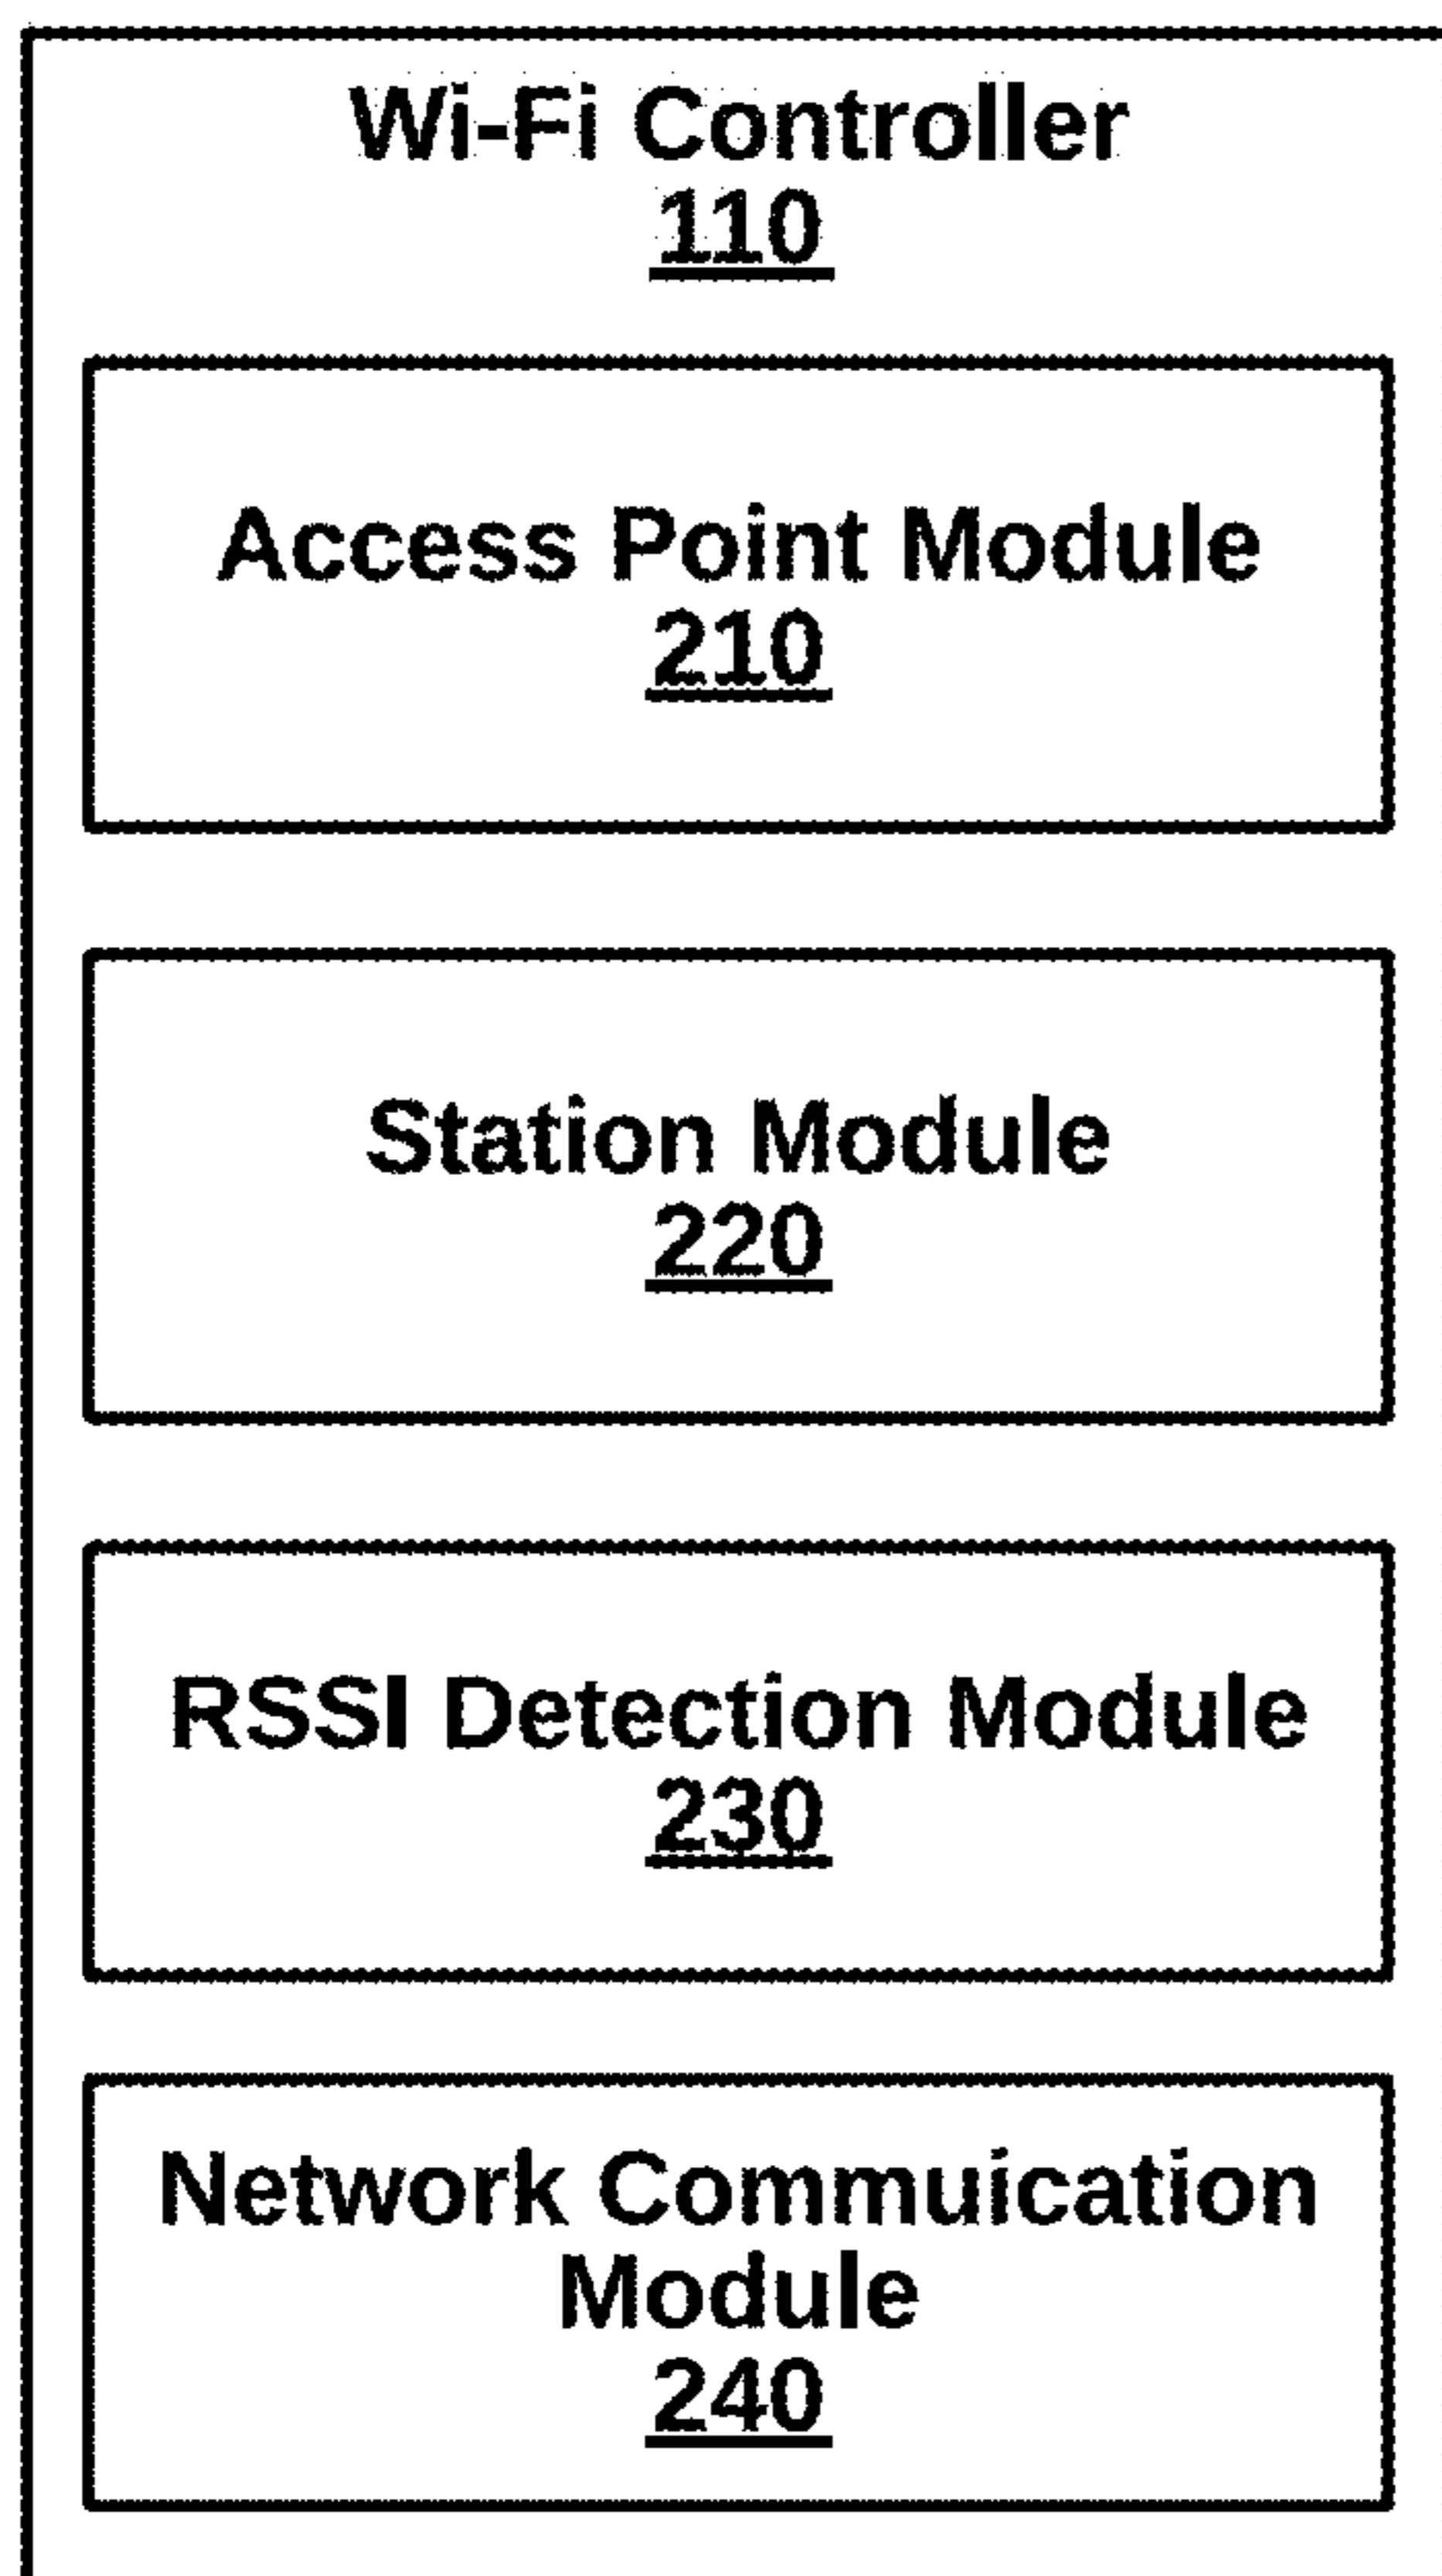 Wi-Fi Controller
110
Access Point Module
210
Station Module
220
RSSI Detection Module
230
Network Commuication
Module
240